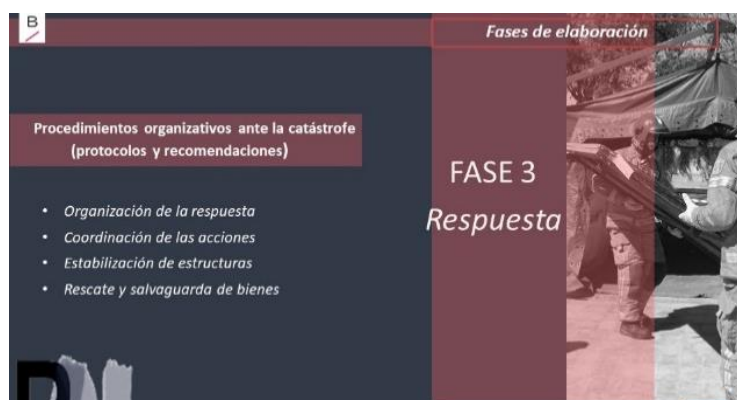 B
Fases de elaboración
Procedimientos organizativos ante la catástrofe
(protocolos y recomendaciones)
FASE 3
Respuesta
• Organización de la respuesta
• Coordinación de las acciones
• Estabilización de estructuras
• Rescate y salvaguarda de bienes